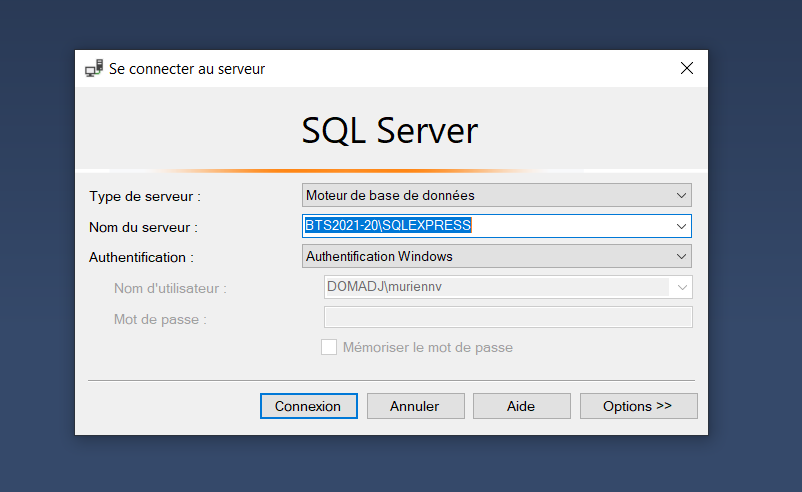 Se connecter au serveur
SQL Server
Type de serveur : Moteur de base de données
Nom du serveur : BTS2021-20\SQLEXPRESS
Authentification : Authentification Windows
Nom d'utilisateur : DOMADJ\muriennv
Mot de passe :
Mémoriser le mot de passe
Connexion Annuler Aide Options >>